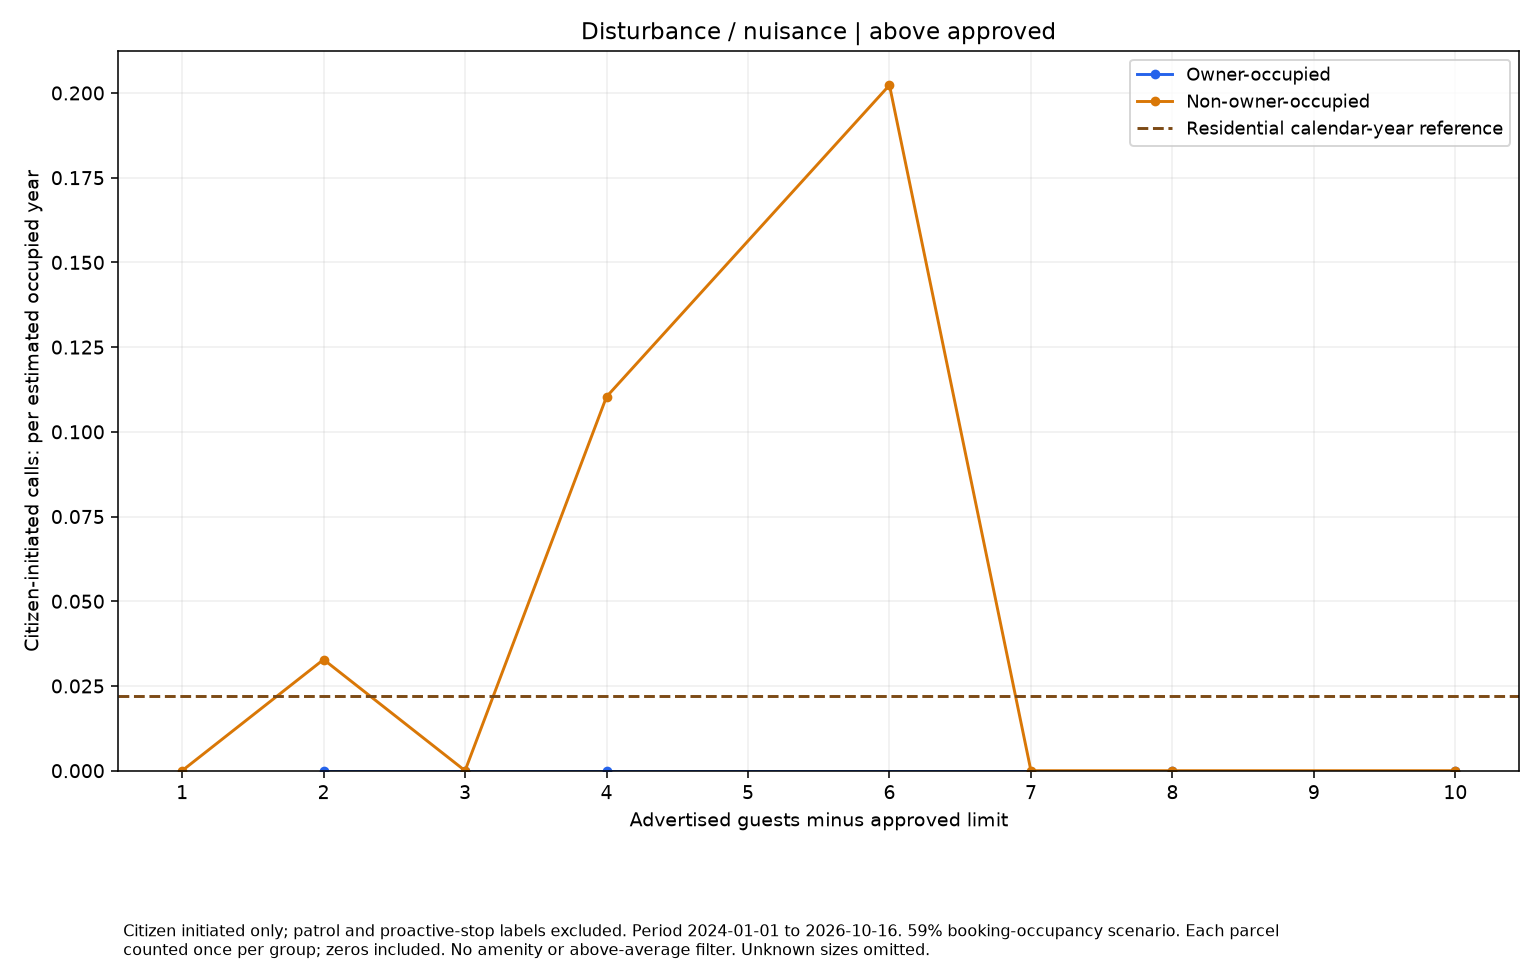 Disturbance / nuisance | above approved
Owner-occupied
Non-owner-occupied
Residential calendar-year reference
Citizen-initiated calls: per estimated occupied year
0.200
0.175
0.150
0.125
0.100
0.075
0.050
0.025
0.000
1 2 3 4 5 6 7 8 9 10
Advertised guests minus approved limit
Citizen initiated only; patrol and proactive-stop labels excluded. Period 2024-01-01 to 2026-10-16. 59% booking-occupancy scenario. Each parcel
counted once per group; zeros included. No amenity or above-average filter. Unknown sizes omitted.